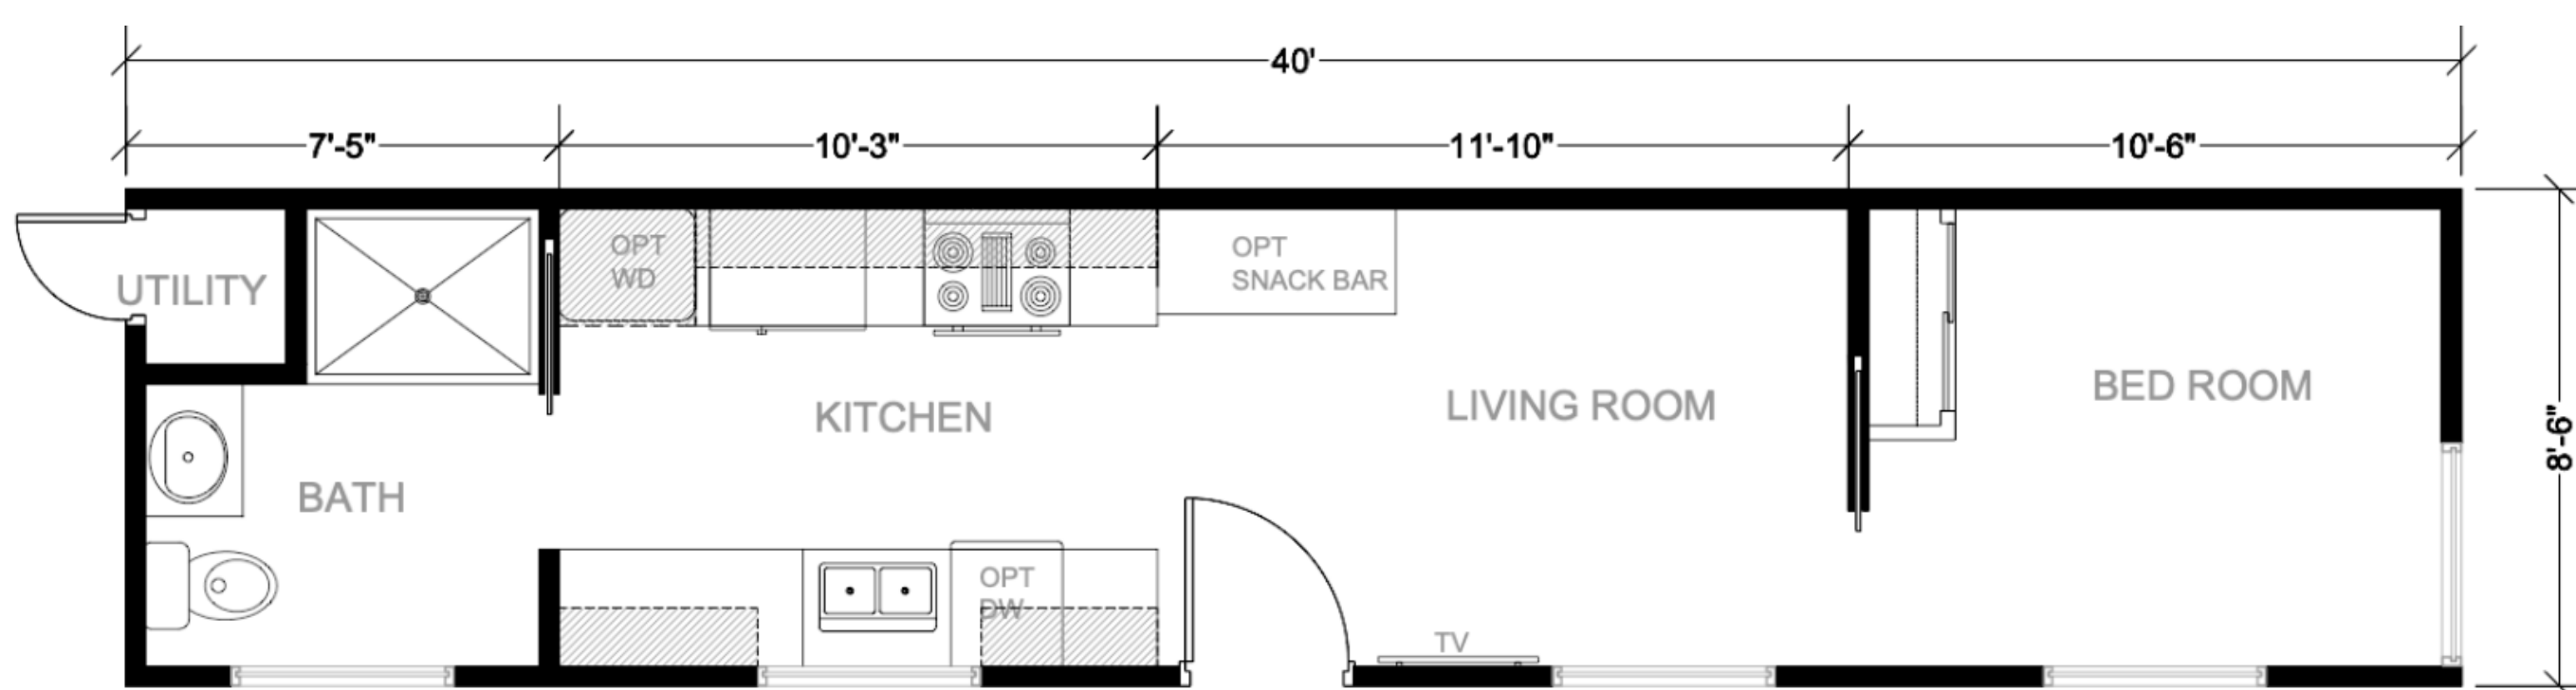 40'
7'-5"
10'-3"
11'-10"
10'-6"
8'-6"
UTILITY
OPT
WD
OPT
SNACK BAR
KITCHEN
LIVING ROOM
BED ROOM
BATH
OPT
DW
TV